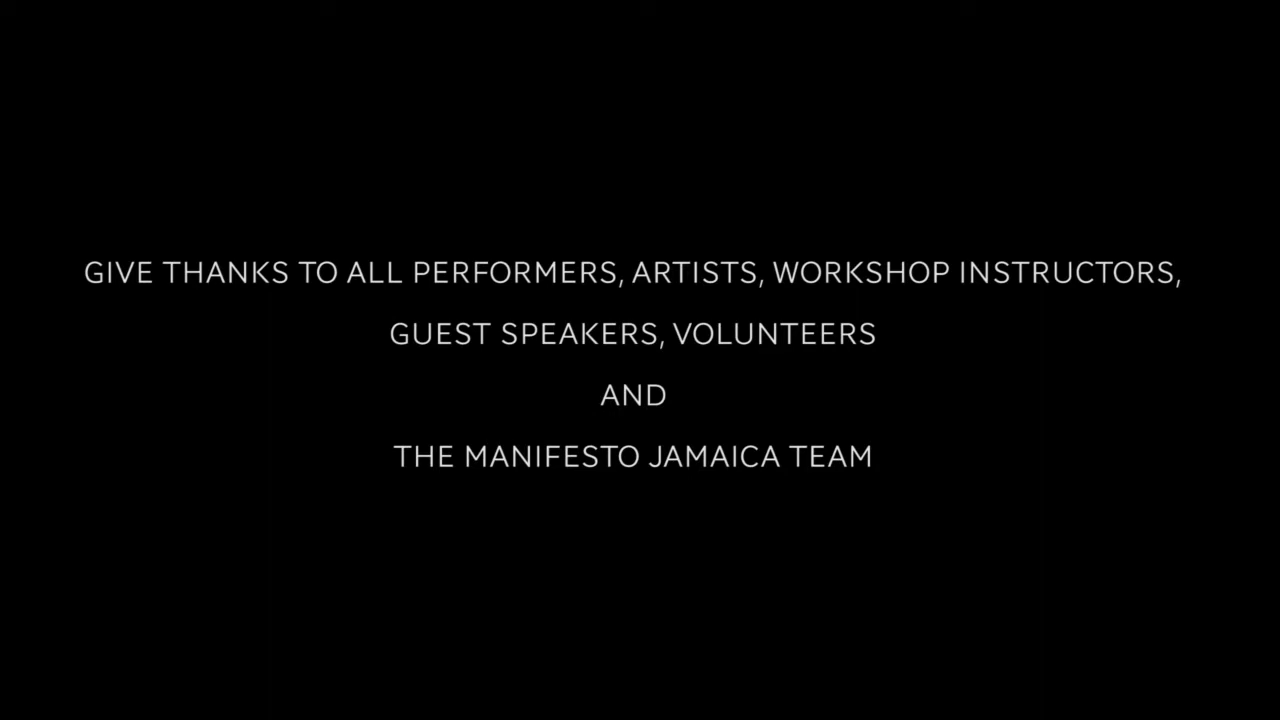 GIVE THANKS TO ALL PERFORMERS, ARTISTS, WORKSHOP INSTRUCTORS,
GUEST SPEAKERS, VOLUNTEERS
AND
THE MANIFESTO JAMAICA TEAM